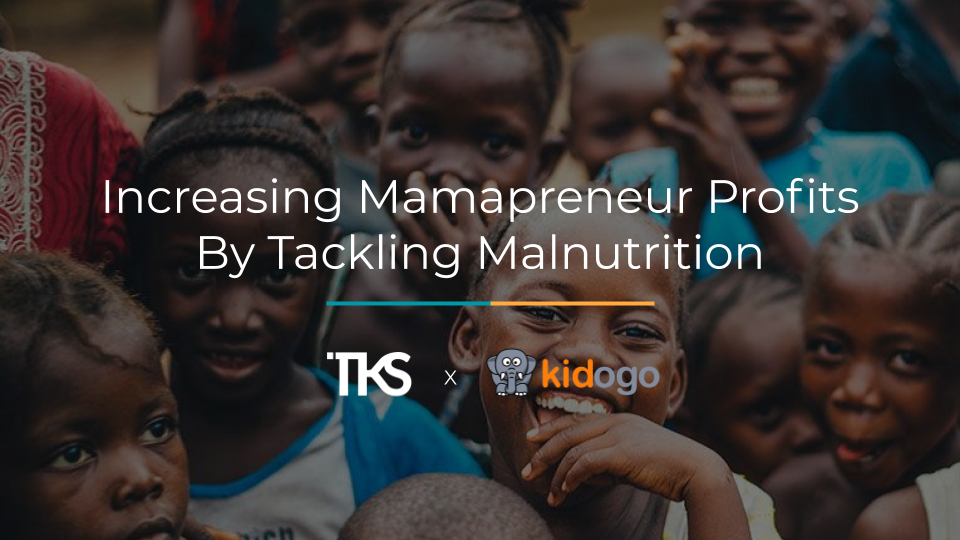 Increasing Mamapreneur Profits
By Tackling Malnutrition
TKS x kidogo